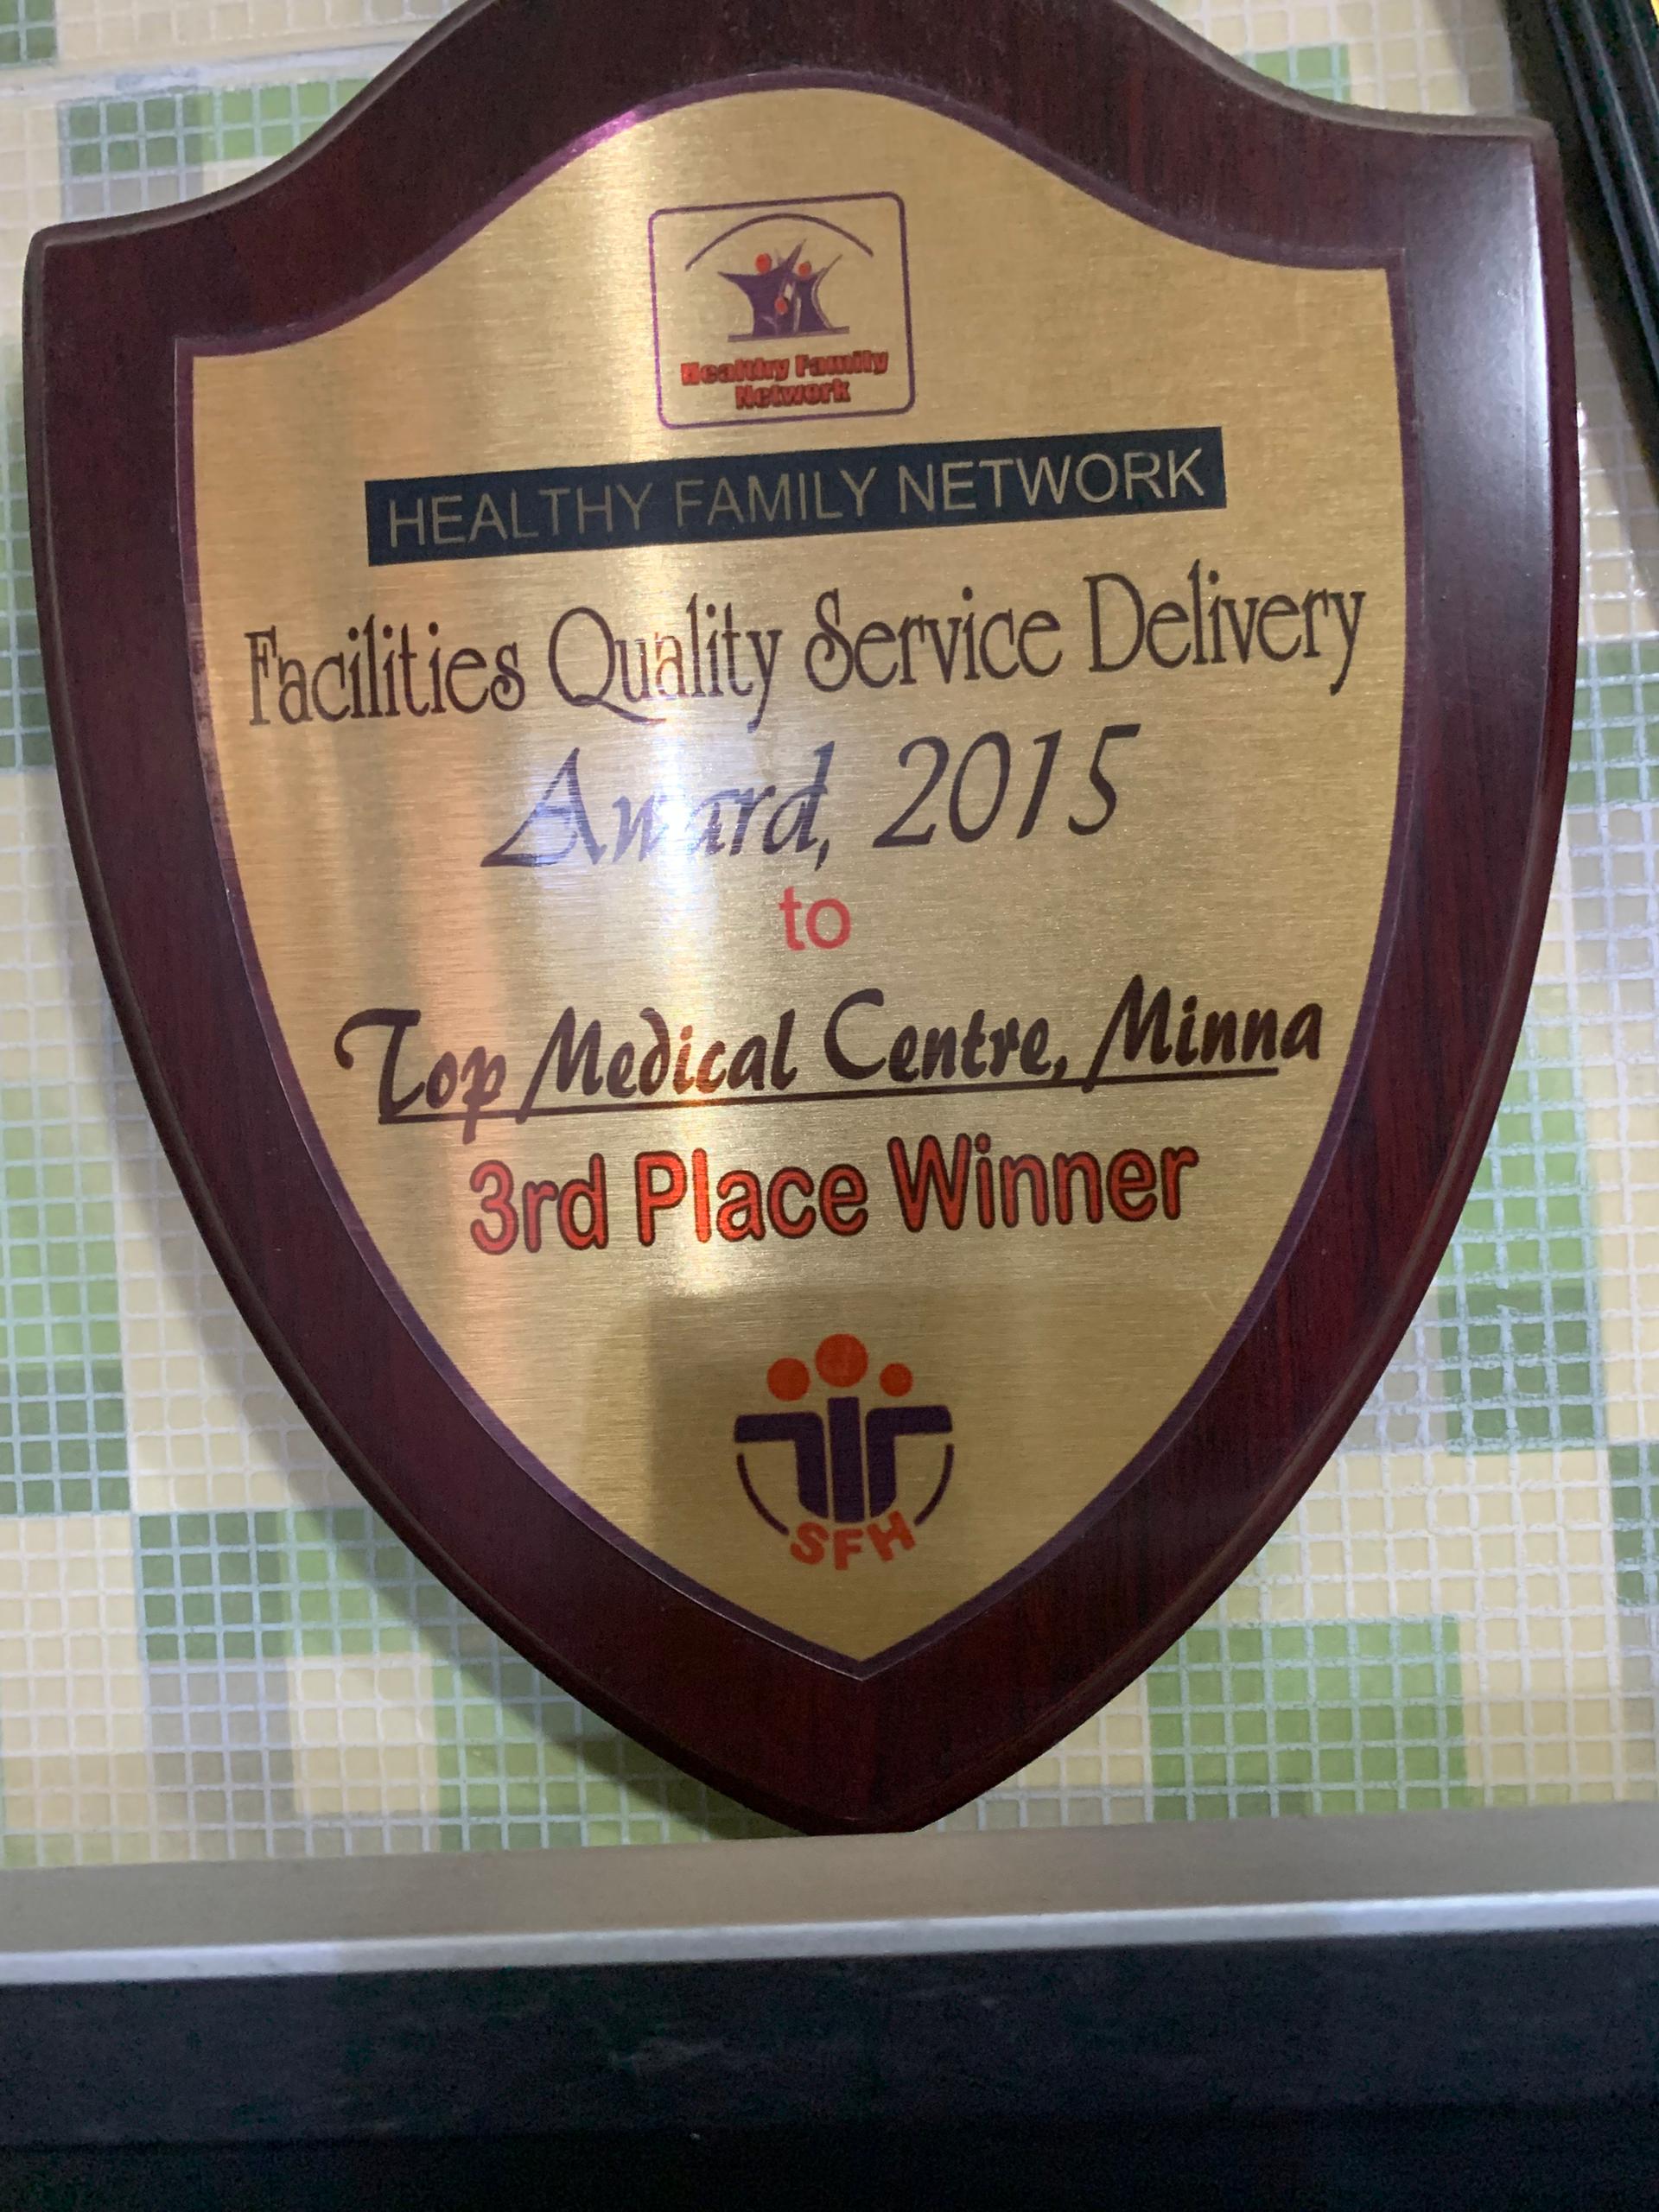 Healthy Family
Network
HEALTHY FAMILY NETWORK
Facilities Quality Service Delivery
Award, 2015
to
Top Medical Centre, Minna
3rd Place Winner
SFH